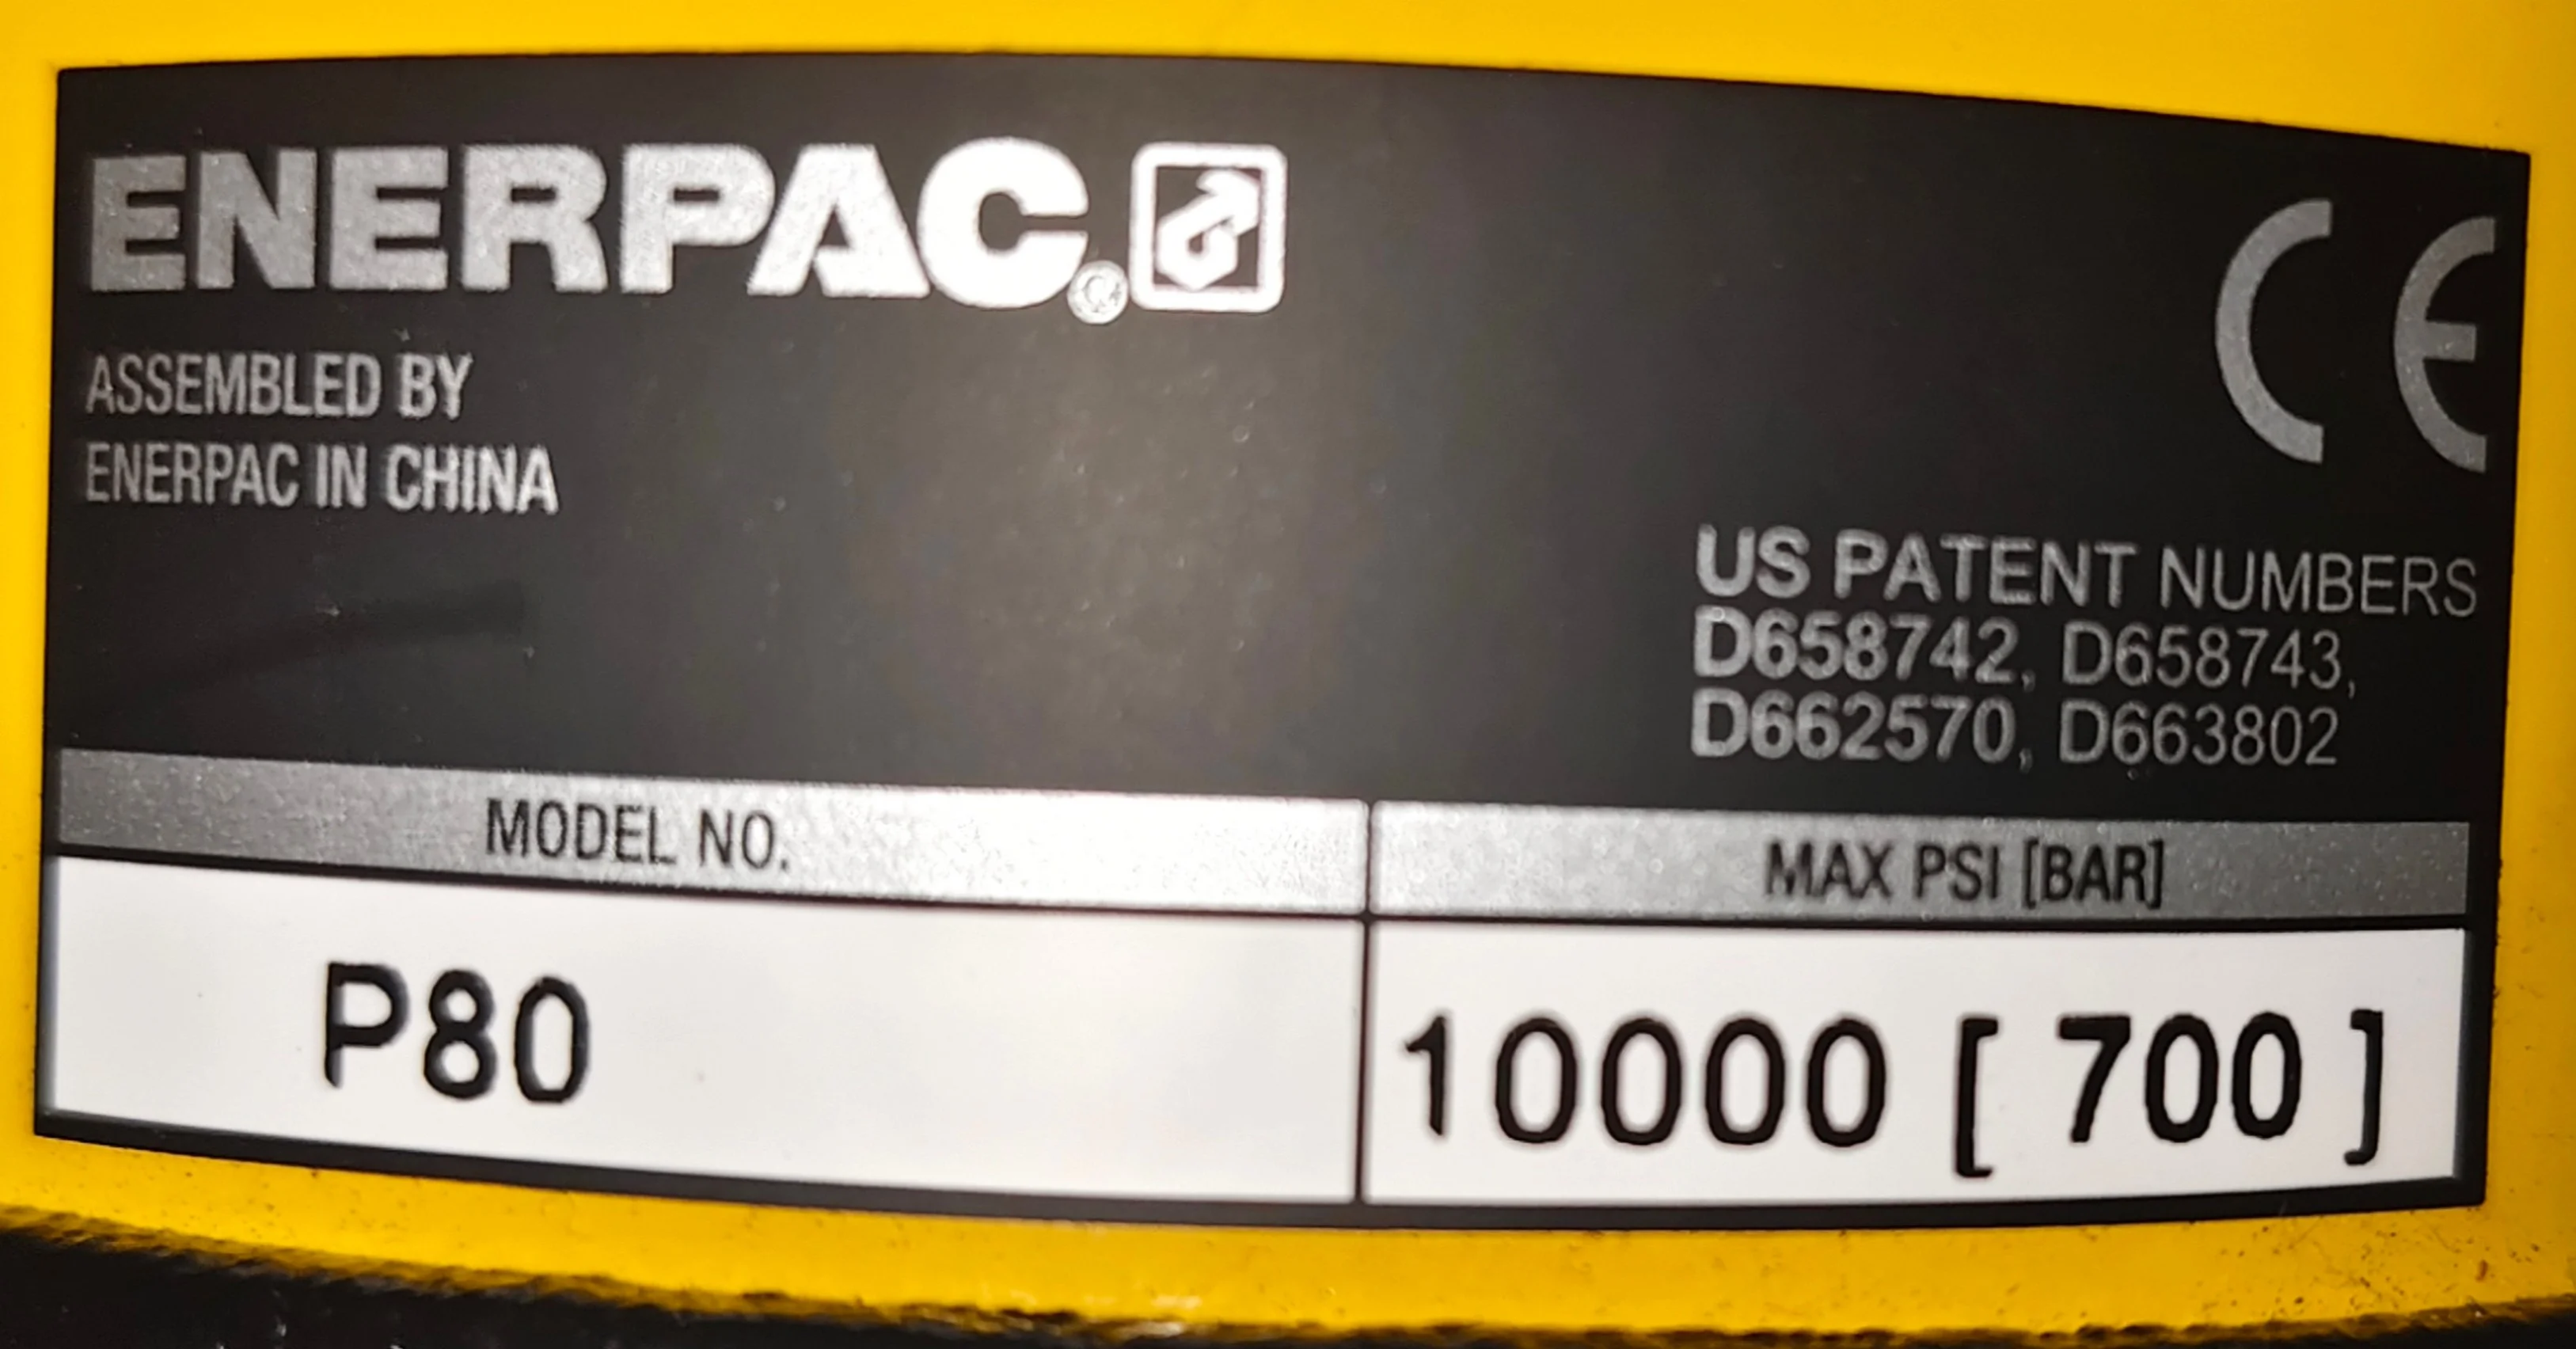 ENERPAC®
CE
ASSEMBLED BY
ENERPAC IN CHINA
US PATENT NUMBERS
D658742, D658743,
D662570, D663802
MODEL NO.
MAX PSI [BAR]
P80
10000 [ 700 ]